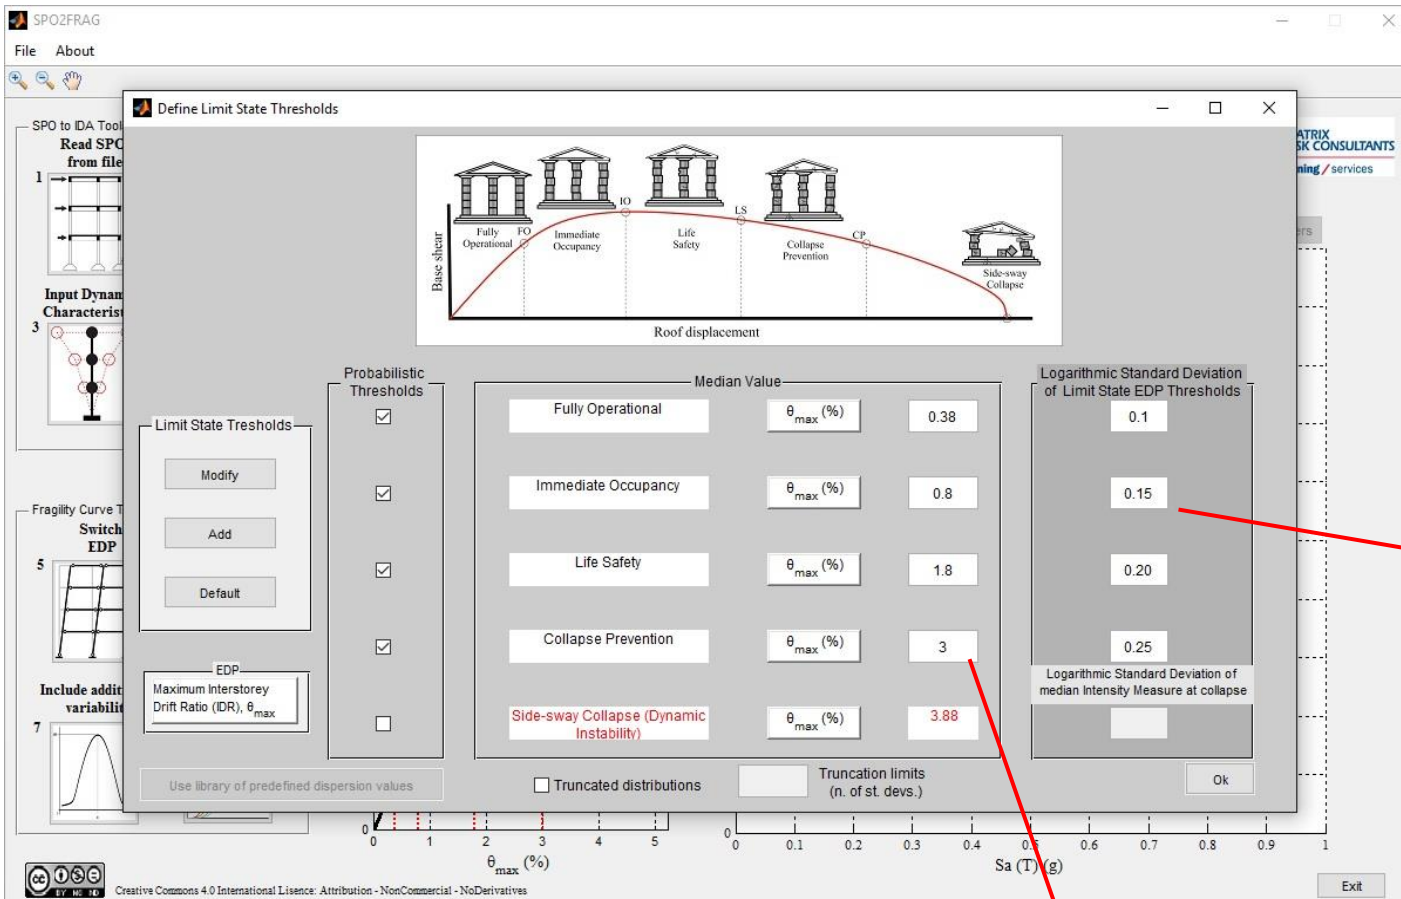 SPO2FRAG
File About
SPO to IDA Tool
Read SPO
from file
1
Input Dynam
Characterist
3
Fragility Curve T
Switch
EDP
5
Include addit
variabilit
7
Define Limit State Thresholds
Base shear
Fully
Operational
FO
Immediate
Occupancy
IO
Life
Safety
LS
Collapse
Prevention
CP
Side-sway
Collapse
Roof displacement
Limit State Tresholds
Modify
Add
Default
EDP
Maximum Interstorey
Drift Ratio (IDR), θmax
Use library of predefined dispersion values
Probabilistic
Thresholds
Median Value
Fully Operational θmax (%) 0.38
Immediate Occupancy θmax (%) 0.8
Life Safety θmax (%) 1.8
Collapse Prevention θmax (%) 3
Side-sway Collapse (Dynamic
Instability) θmax (%) 3.88
Logarithmic Standard Deviation
of Limit State EDP Thresholds
0.1
0.15
0.20
0.25
Logarithmic Standard Deviation of
median Intensity Measure at collapse
Truncated distributions
Truncation limits
(n. of st. devs.)
Ok
ATRIX
SK CONSULTANTS
ning / services
ers
0
0 1 2 3 4 5
θmax (%)
0
0 0.1 0.2 0.3 0.4 0.5 0.6 0.7 0.8 0.9 1
Sa (T) (g)
cc BY NC ND
Creative Commons 4.0 International Lisence: Attribution - NonCommercial - NoDerivatives
Exit